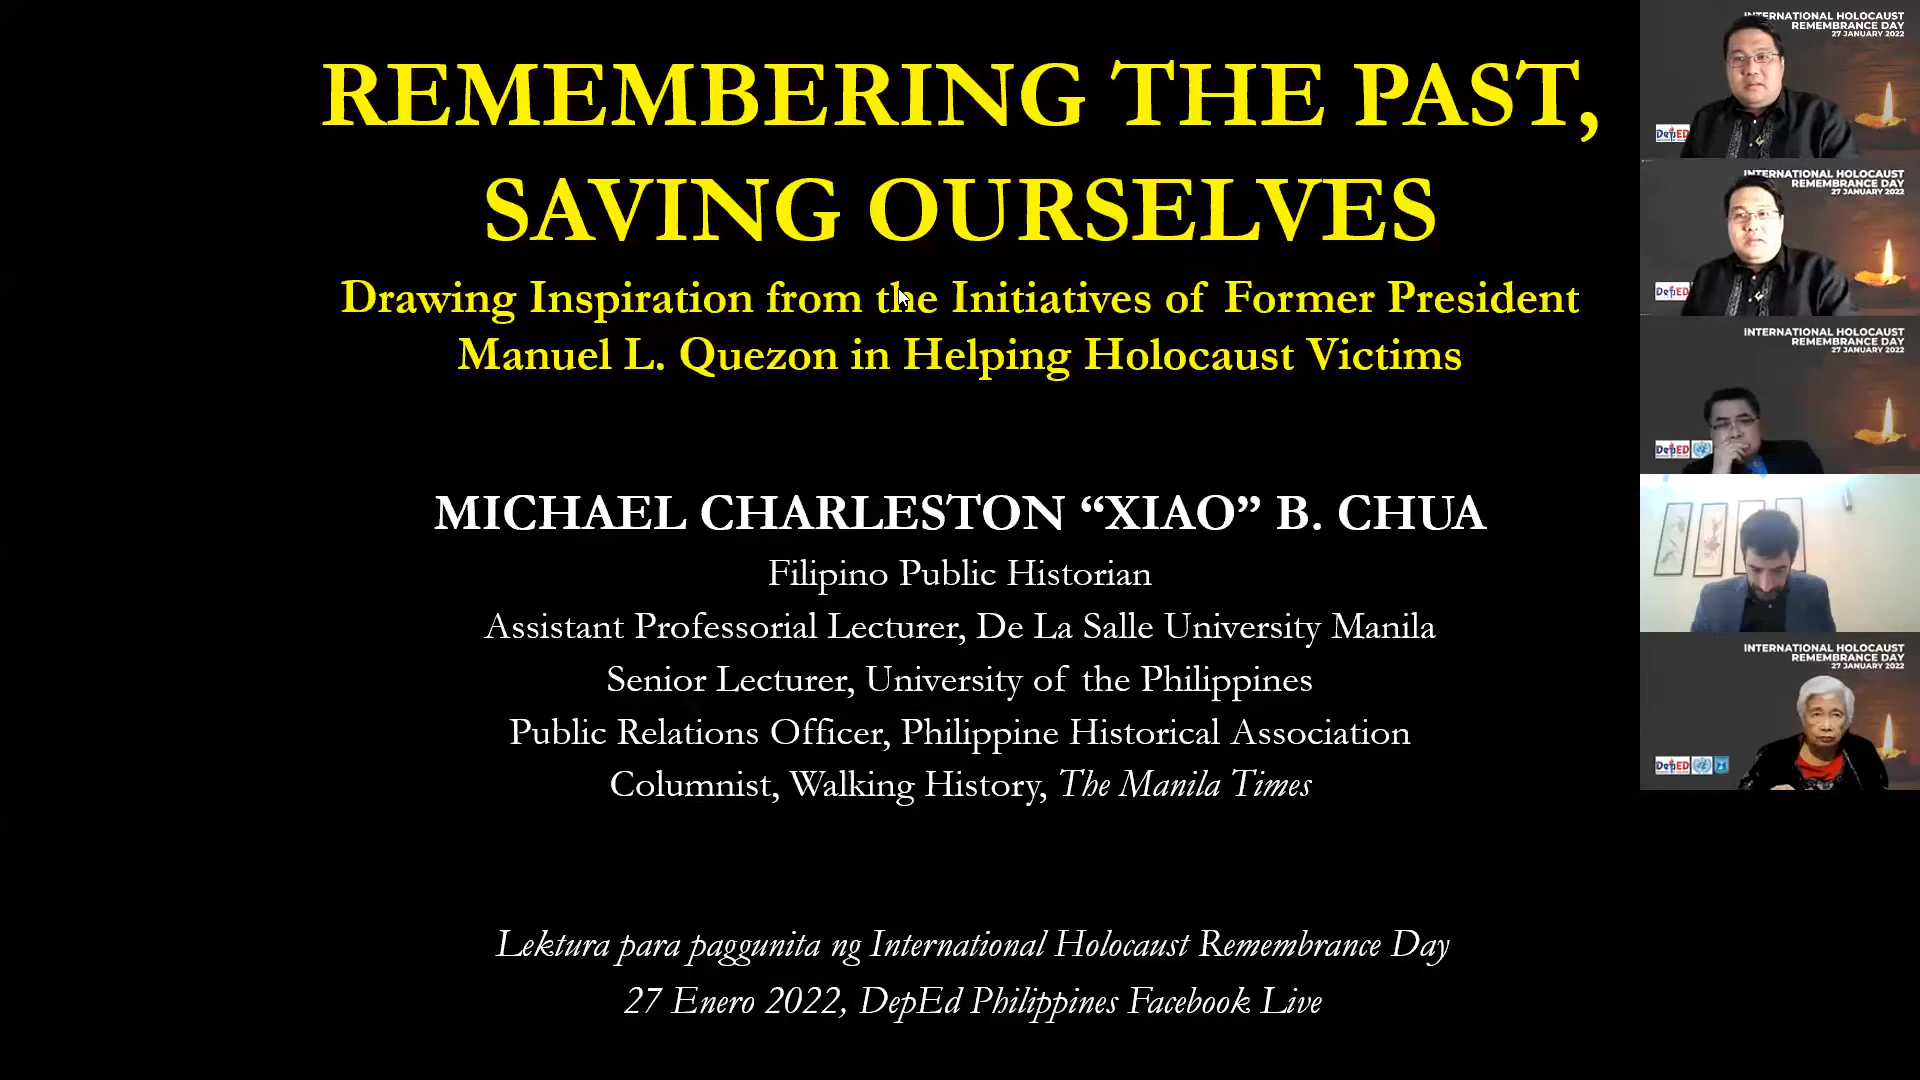 REMEMBERING THE PAST,
SAVING OURSELVES
Drawing Inspiration from the Initiatives of Former President
Manuel L. Quezon in Helping Holocaust Victims
MICHAEL CHARLESTON “XIAO” B. CHUA
Filipino Public Historian
Assistant Professorial Lecturer, De La Salle University Manila
Senior Lecturer, University of the Philippines
Public Relations Officer, Philippine Historical Association
Columnist, Walking History, The Manila Times
Lektura para paggunita ng International Holocaust Remembrance Day
27 Enero 2022, DepEd Philippines Facebook Live
INTERNATIONAL HOLOCAUST
REMEMBRANCE DAY
27 JANUARY 2022
DepED
INTERNATIONAL HOLOCAUST
REMEMBRANCE DAY
27 JANUARY 2022
DepED
INTERNATIONAL HOLOCAUST
REMEMBRANCE DAY
27 JANUARY 2022
DepED
INTERNATIONAL HOLOCAUST
REMEMBRANCE DAY
27 JANUARY 2022
DepED